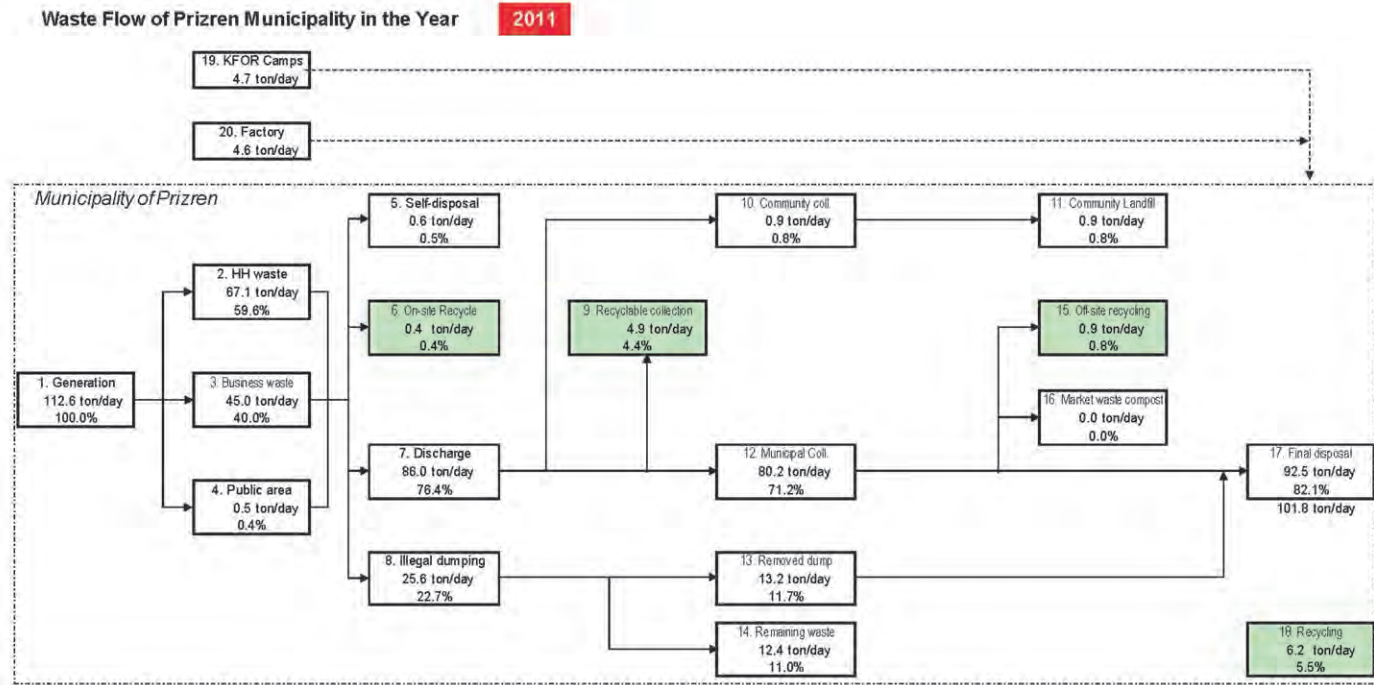 Waste Flow of Prizren Municipality in the Year 2011
19. KFOR Camps
4.7 ton/day
20. Factory
4.6 ton/day
Municipality of Prizren
1. Generation
112.6 ton/day
100.0%
2. HH waste
67.1 ton/day
59.6%
3. Business waste
45.0 ton/day
40.0%
4. Public area
0.5 ton/day
0.4%
5. Self-disposal
0.6 ton/day
0.5%
6. On-site Recycle
0.4 ton/day
0.4%
7. Discharge
86.0 ton/day
76.4%
8. Illegal dumping
25.6 ton/day
22.7%
9. Recyclable collection
4.9 ton/day
4.4%
10. Community coll.
0.9 ton/day
0.8%
11. Community Landfill
0.9 ton/day
0.8%
12. Municipal Coll.
80.2 ton/day
71.2%
13. Removed dump
13.2 ton/day
11.7%
14. Remaining waste
12.4 ton/day
11.0%
15. Off-site recycling
0.9 ton/day
0.8%
16. Market waste compost
0.0 ton/day
0.0%
17. Final disposal
92.5 ton/day
82.1%
101.8 ton/day
18. Recycling
6.2 ton/day
5.5%